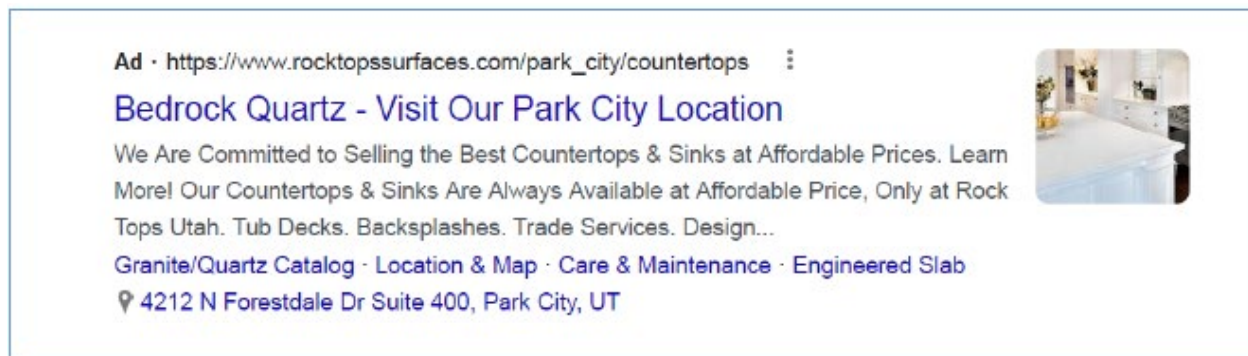 Ad · https://www.rocktopssurfaces.com/park_city/countertops
Bedrock Quartz - Visit Our Park City Location
We Are Committed to Selling the Best Countertops & Sinks at Affordable Prices. Learn
More! Our Countertops & Sinks Are Always Available at Affordable Price, Only at Rock
Tops Utah. Tub Decks. Backsplashes. Trade Services. Design...
Granite/Quartz Catalog · Location & Map · Care & Maintenance · Engineered Slab
4212 N Forestdale Dr Suite 400, Park City, UT